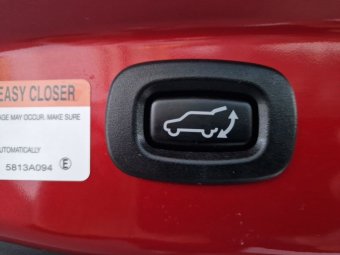 EASY CLOSER
AGE MAY OCCUR. MAKE SURE
AUTOMATICALLY
5813A094 E